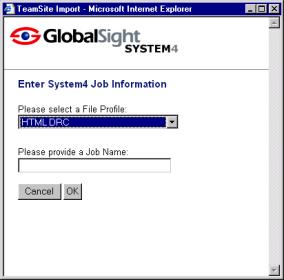 TeamSite Import - Microsoft Internet Explorer
GlobalSight
SYSTEM4
Enter System4 Job Information
Please select a File Profile:
HTML DRC
Please provide a Job Name:
Cancel OK